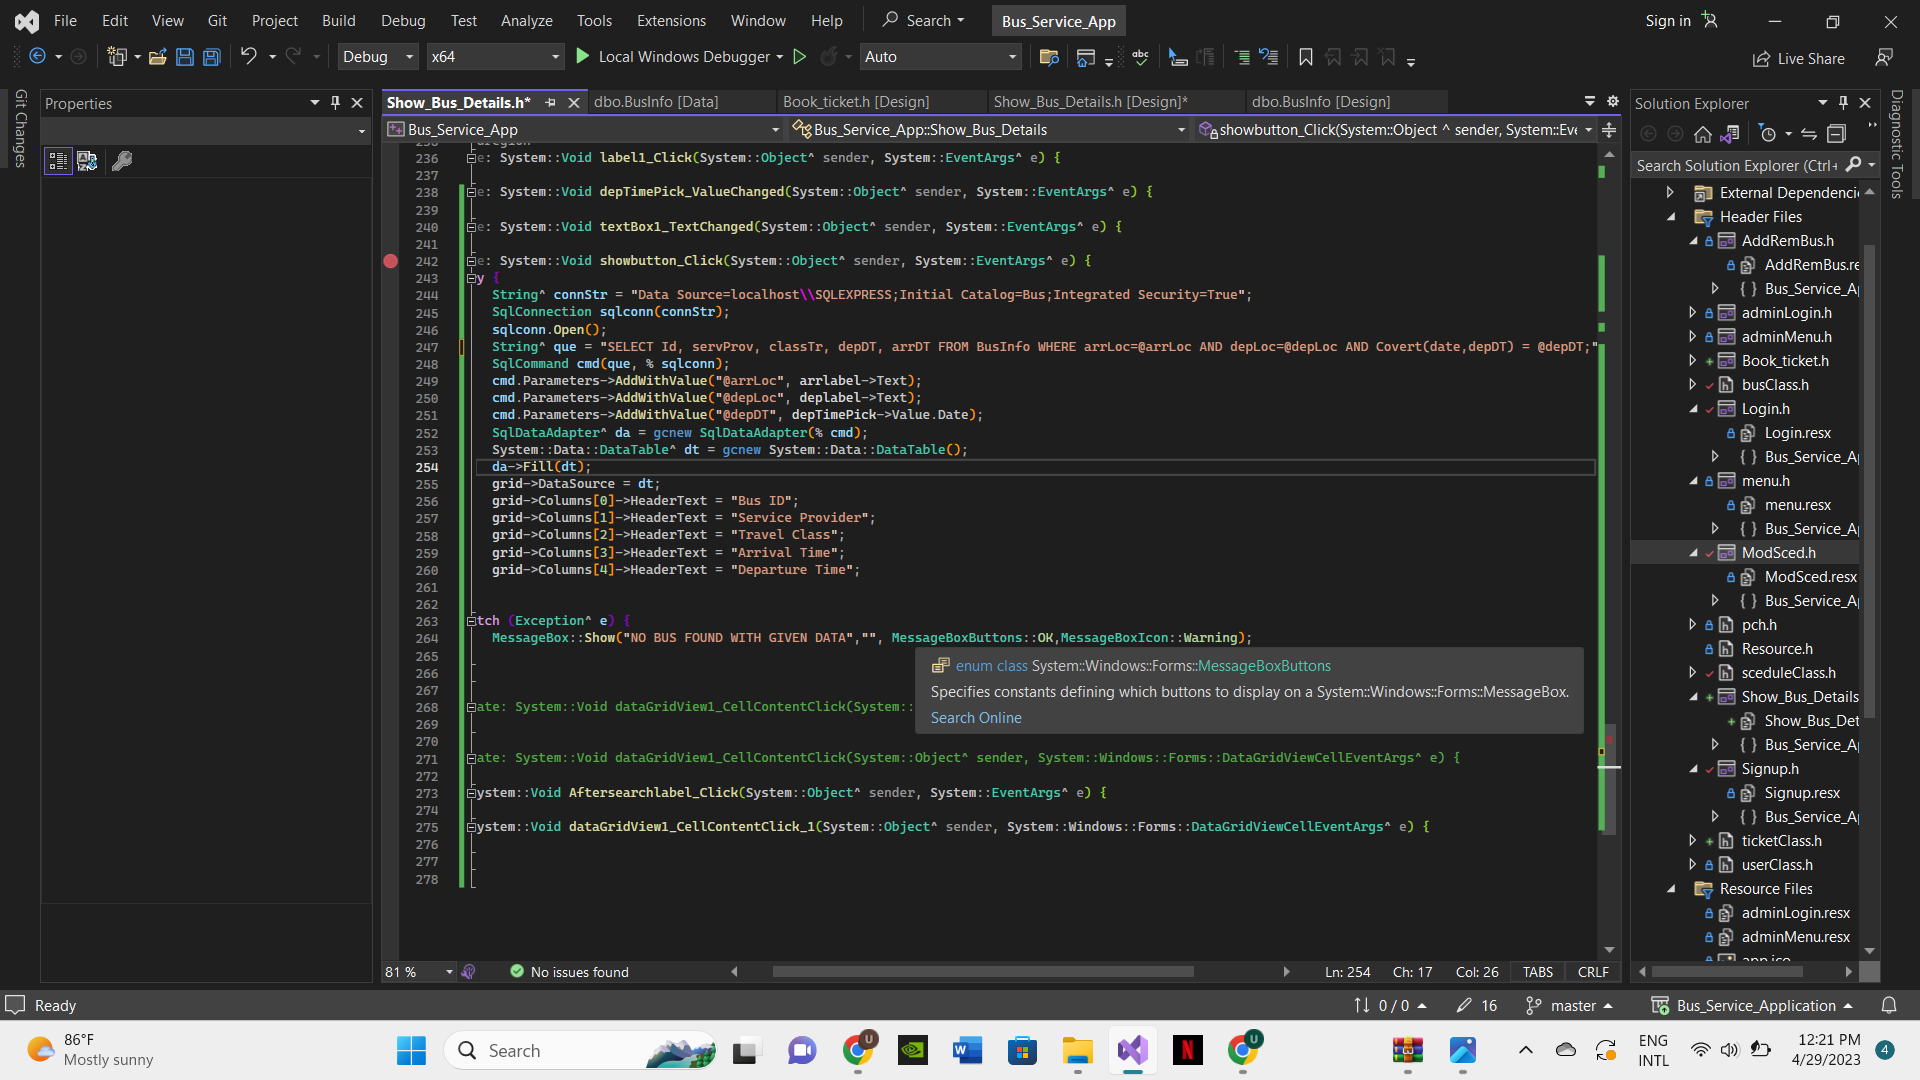 File Edit View Git Project Build Debug Test Analyze Tools Extensions Window Help Search Bus_Service_App Sign in
Debug x64 Local Windows Debugger Auto Live Share
Git Changes
Properties
Show_Bus_Details.h* dbo.BusInfo [Data] Book_ticket.h [Design] Show_Bus_Details.h [Design]* dbo.BusInfo [Design]
Bus_Service_App Bus_Service_App::Show_Bus_Details showbutton_Click(System::Object ^ sender, System::Eve
236 e: System::Void label1_Click(System::Object^ sender, System::EventArgs^ e) {
237
238 e: System::Void depTimePick_ValueChanged(System::Object^ sender, System::EventArgs^ e) {
239
240 e: System::Void textBox1_TextChanged(System::Object^ sender, System::EventArgs^ e) {
241
242 e: System::Void showbutton_Click(System::Object^ sender, System::EventArgs^ e) {
243 y {
244 String^ connStr = "Data Source=localhost\\SQLEXPRESS;Initial Catalog=Bus;Integrated Security=True";
245 SqlConnection sqlconn(connStr);
246 sqlconn.Open();
247 String^ que = "SELECT Id, servProv, classTr, depDT, arrDT FROM BusInfo WHERE arrLoc=@arrLoc AND depLoc=@depLoc AND Covert(date,depDT) = @depDT;"
248 SqlCommand cmd(que, % sqlconn);
249 cmd.Parameters->AddWithValue("@arrLoc", arrlabel->Text);
250 cmd.Parameters->AddWithValue("@depLoc", deplabel->Text);
251 cmd.Parameters->AddWithValue("@depDT", depTimePick->Value.Date);
252 SqlDataAdapter^ da = gcnew SqlDataAdapter(% cmd);
253 System::Data::DataTable^ dt = gcnew System::Data::DataTable();
254 da->Fill(dt);
255 grid->DataSource = dt;
256 grid->Columns[0]->HeaderText = "Bus ID";
257 grid->Columns[1]->HeaderText = "Service Provider";
258 grid->Columns[2]->HeaderText = "Travel Class";
259 grid->Columns[3]->HeaderText = "Arrival Time";
260 grid->Columns[4]->HeaderText = "Departure Time";
261
262
263 tch (Exception^ e) {
264 MessageBox::Show("NO BUS FOUND WITH GIVEN DATA","", MessageBoxButtons::OK,MessageBoxIcon::Warning);
265
266
267
268 ate: System::Void dataGridView1_CellContentClick(System::
269
270
271 ate: System::Void dataGridView1_CellContentClick(System::Object^ sender, System::Windows::Forms::DataGridViewCellEventArgs^ e) {
272
273 ystem::Void Aftersearchlabel_Click(System::Object^ sender, System::EventArgs^ e) {
274
275 ystem::Void dataGridView1_CellContentClick_1(System::Object^ sender, System::Windows::Forms::DataGridViewCellEventArgs^ e) {
276
277
278
enum class System::Windows::Forms::MessageBoxButtons
Specifies constants defining which buttons to display on a System::Windows::Forms::MessageBox.
Search Online
81 % No issues found Ln: 254 Ch: 17 Col: 26 TABS CRLF
Solution Explorer
Search Solution Explorer (Ctrl+
External Dependencie
Header Files
AddRemBus.h
AddRemBus.re
{ } Bus_Service_Ap
adminLogin.h
adminMenu.h
Book_ticket.h
busClass.h
Login.h
Login.resx
{ } Bus_Service_Ap
menu.h
menu.resx
{ } Bus_Service_Ap
ModSced.h
ModSced.resx
{ } Bus_Service_Ap
pch.h
Resource.h
sceduleClass.h
Show_Bus_Details
Show_Bus_Det
{ } Bus_Service_Ap
Signup.h
Signup.resx
{ } Bus_Service_Ap
ticketClass.h
userClass.h
Resource Files
adminLogin.resx
adminMenu.resx
Diagnostic Tools
Ready 0 / 0 16 master Bus_Service_Application
86°F
Mostly sunny
Search
ENG
INTL
12:21 PM
4/29/2023
4